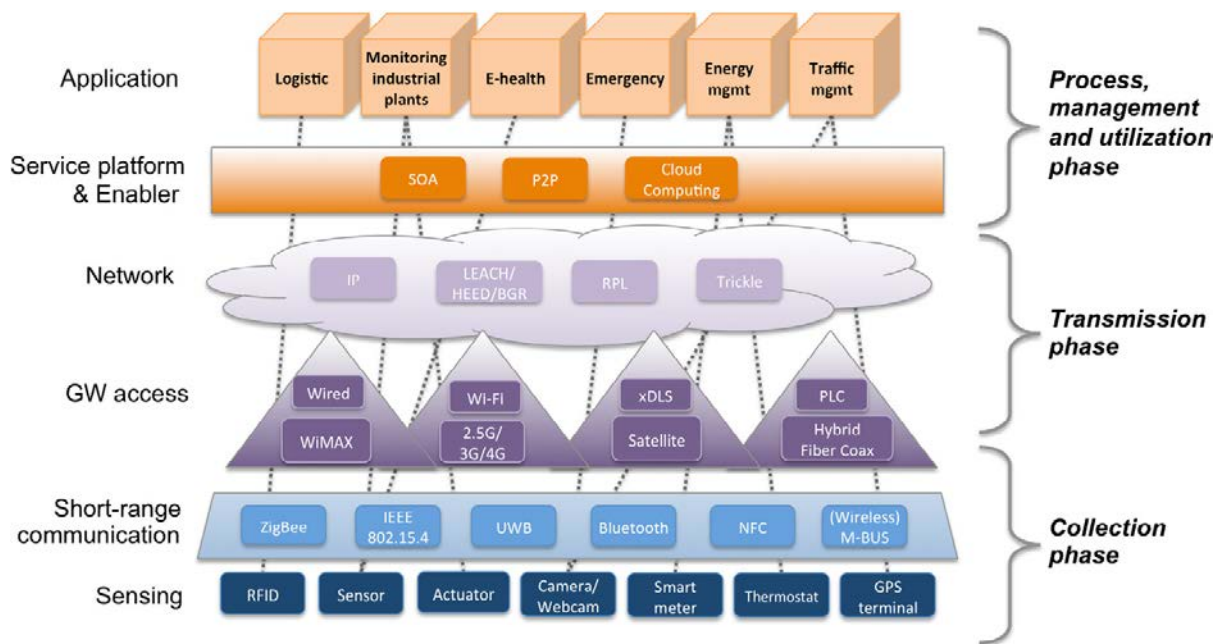 Application
Logistic
Monitoring
industrial
plants
E-health
Emergency
Energy
mgmt
Traffic
mgmt
Process,
management
and utilization
phase
Service platform
& Enabler
SOA
P2P
Cloud
Computing
Network
IP
LEACH/
HEED/BGR
RPL
Trickle
Transmission
phase
GW access
Wired
WiMAX
WI-FI
2.5G/
3G/4G
xDLS
Satellite
PLC
Hybrid
Fiber Coax
Short-range
communication
ZigBee
IEEE
802.15.4
UWB
Bluetooth
NFC
(Wireless)
M-BUS
Collection
phase
Sensing
RFID
Sensor
Actuator
Camera/
Webcam
Smart
meter
Thermostat
GPS
terminal